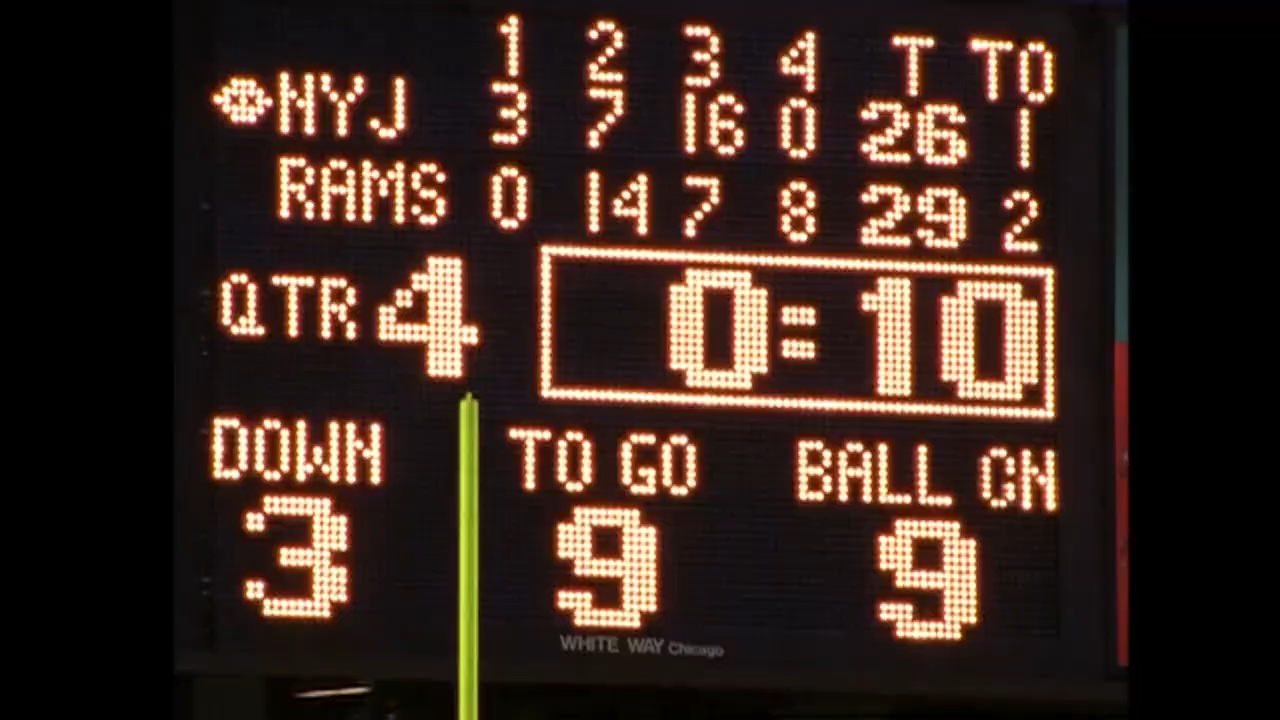 1 2 3 4 T TO
NYJ 3 7 16 0 26 1
RAMS 0 14 7 8 29 2
QTR 4 0:10
DOWN TO GO BALL ON
3 9 9
WHITE WAY Chicago